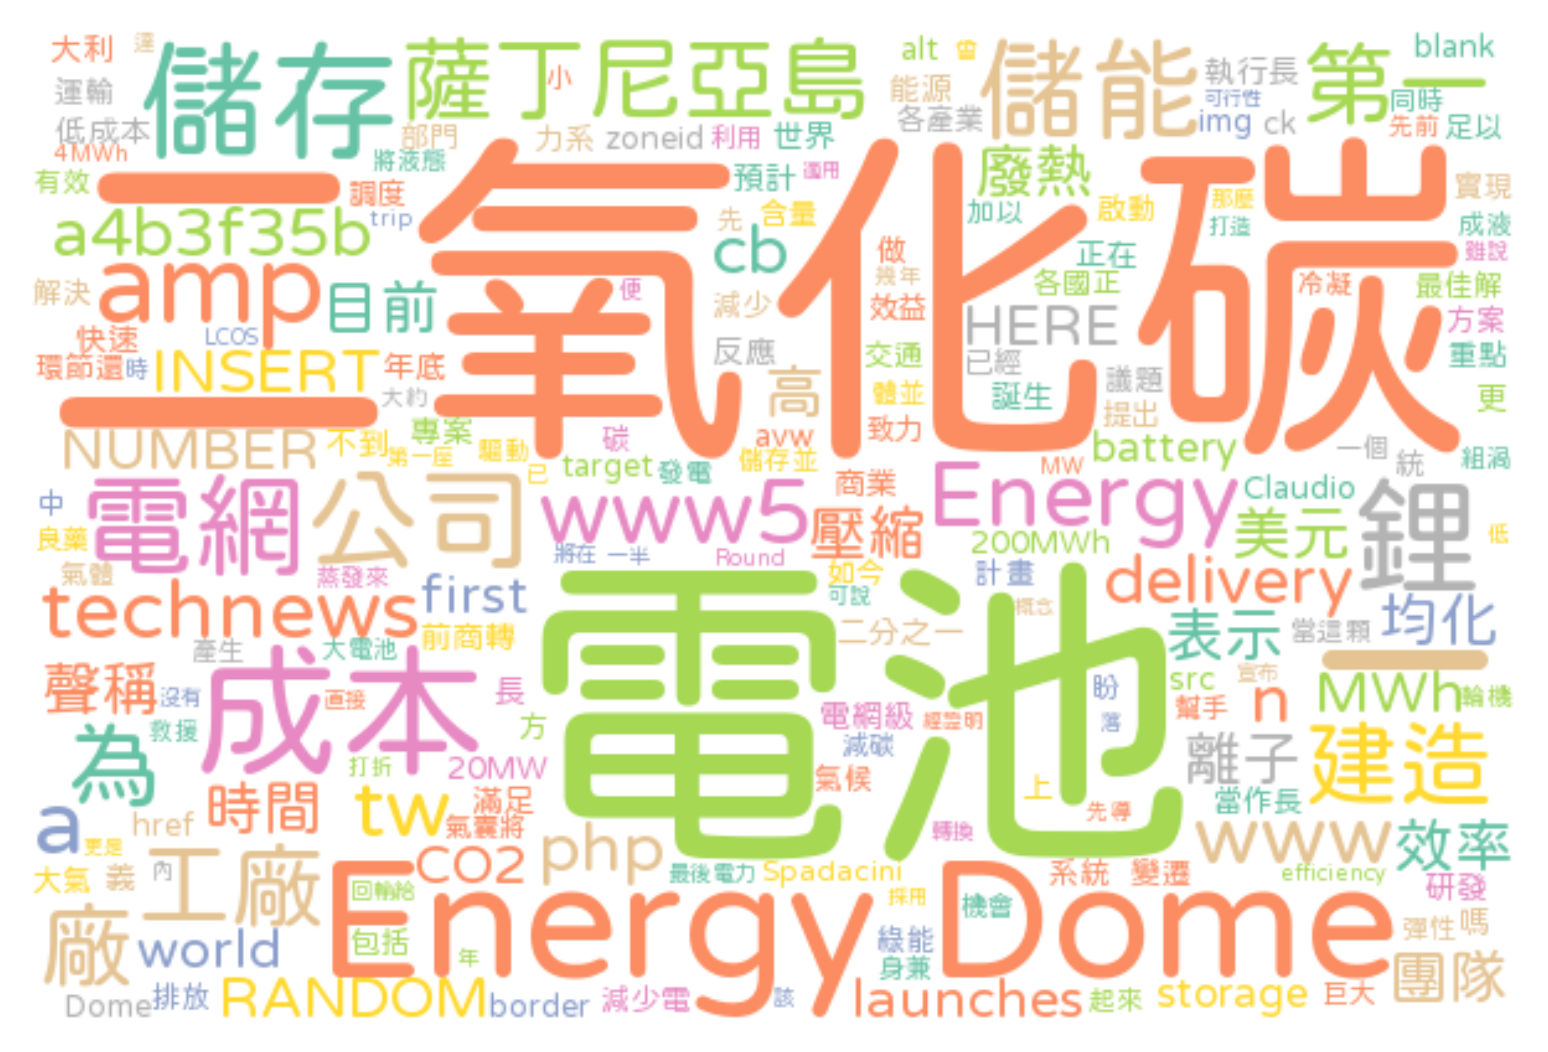 大利 達 儲存 薩丁尼亞島 小 alt 曾 儲能 執行長 第一 blank
運輸 能源 可行性 同時
低成本 部門 力系 zoneid 利用 世界 各產業 img ck 先前 足以
4MWh 將液態 二氧化碳 廢熱
有效 一 調度 預計 適用 那麼 實現
a4b3f35b trip 先 含量 加以 啟動 打造 成液
amp cb 做 正在 雖說
解決 目前 便 減少 幾年 各國正 冷凝 最佳解
快速 LCOS 效益 HERE 方案
環節還 時 INSERT 年底 反應 交通 已經 重點
大約 高 體並 誕生 議題 更
NUMBER 不到 專案 碳 avw 致力 提出 battery 一個
第一座 驅動 已 target 發電 儲存並 MW 統 組渦
中 電網 公司 www5 商業 Energy Claudio 鋰
良藥 將在 一半 Round 壓縮 200MWh 美元 低
氣體 蒸發來 如今 計畫 delivery
technews first 可說 概念 均化
產生 大電池 前商轉 電池 二分之一 表示 當這顆
聲稱 沒有 成本 直接 長 盼 src 宣布 MWh 輪機
為 救援 方 電網級 經證明 落 幫手 n
打折 20MW 減碳 離子 建造
時間 tw 滿足 氣候 上 當作長
a 更是 href 氣囊將 php 轉換 先導 www 效率
大氣 義 內 工廠 CO2 最後電力 Spadacini 系統 變遷 efficiency
廠 回輸給 Energy Dome 採用 機會 研發
world 包括 年 綠能 彈性 嗎
身兼
Dome 排放 RANDOM border 減少電 該 launches 起來 storage 巨大 團隊